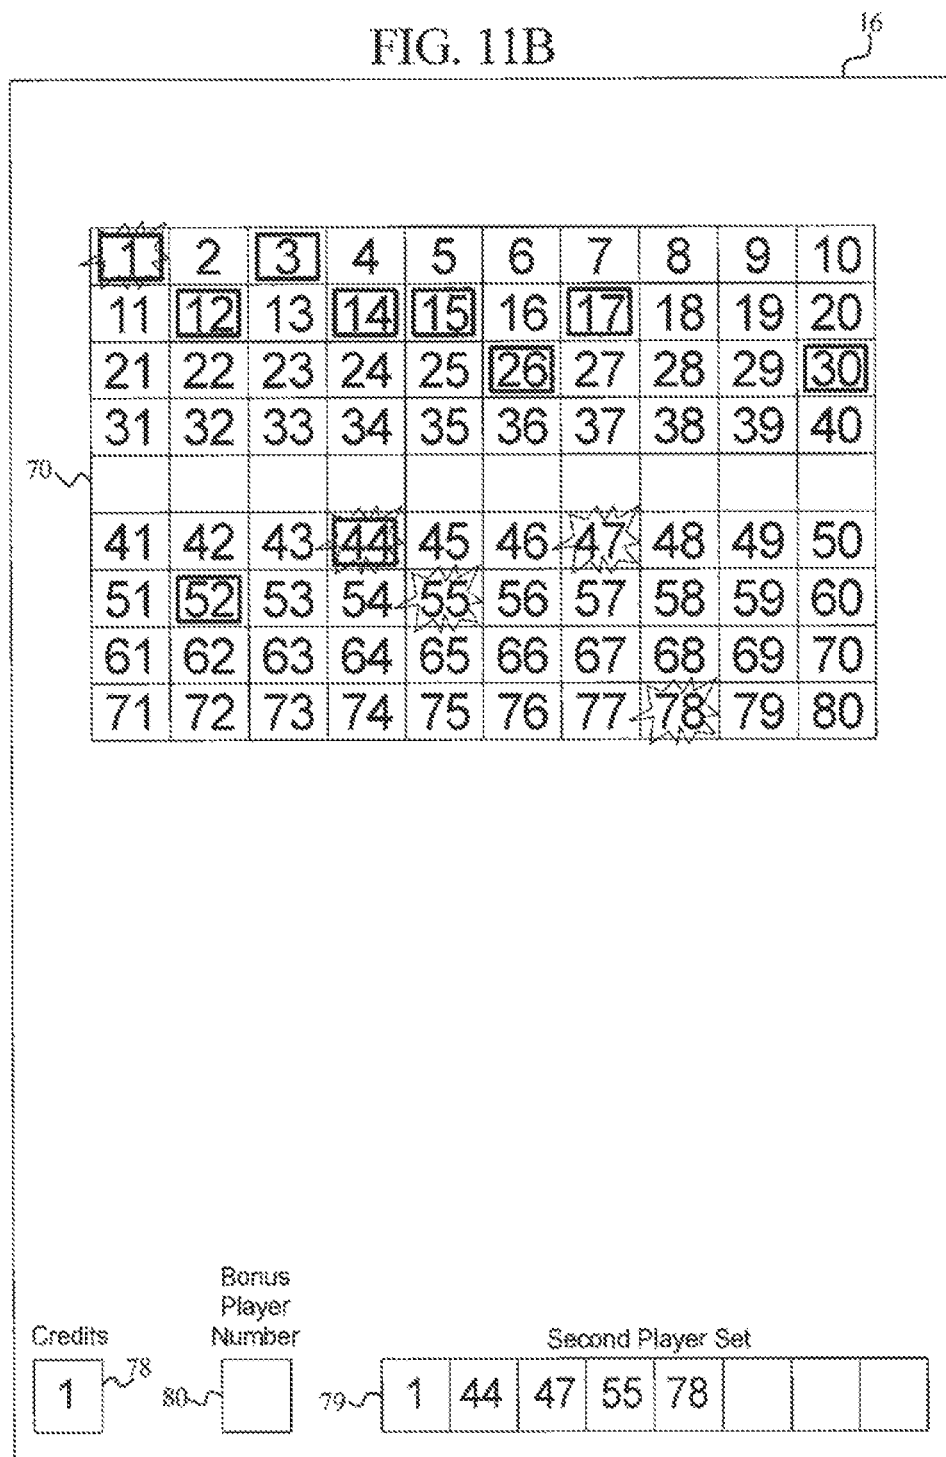 FIG. 11B
16
1 2 3 4 5 6 7 8 9 10
11 12 13 14 15 16 17 18 19 20
21 22 23 24 25 26 27 28 29 30
31 32 33 34 35 36 37 38 39 40
70
41 42 43 44 45 46 47 48 49 50
51 52 53 54 55 56 57 58 59 60
61 62 63 64 65 66 67 68 69 70
71 72 73 74 75 76 77 78 79 80
Bonus
Player
Credits Number Second Player Set
1 78 80 79 1 44 47 55 78